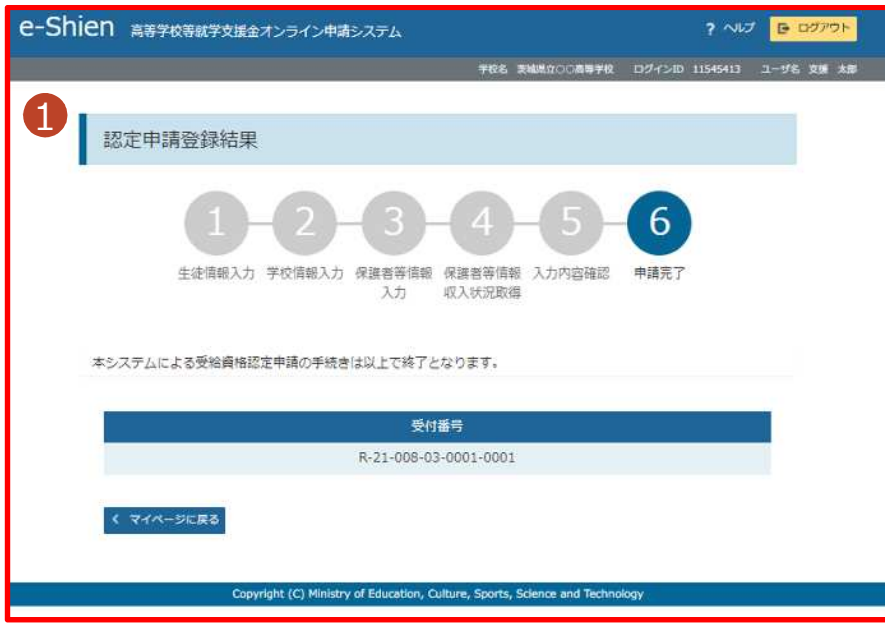 e-Shien 高等学校等就学支援金オンライン申請システム
? ヘルプ ログアウト
学校名 茨城県立〇〇高等学校 ログインID 11545413 ユーザ名 支援 太郎
1
認定申請登録結果
1 2 3 4 5 6
生徒情報入力 学校情報入力 保護者等情報 保護者等情報 入力内容確認 申請完了
入力 収入状況取得
本システムによる受給資格認定申請の手続きは以上で終了となります。
受付番号
R-21-008-03-0001-0001
< マイページに戻る
Copyright (C) Ministry of Education, Culture, Sports, Science and Technology